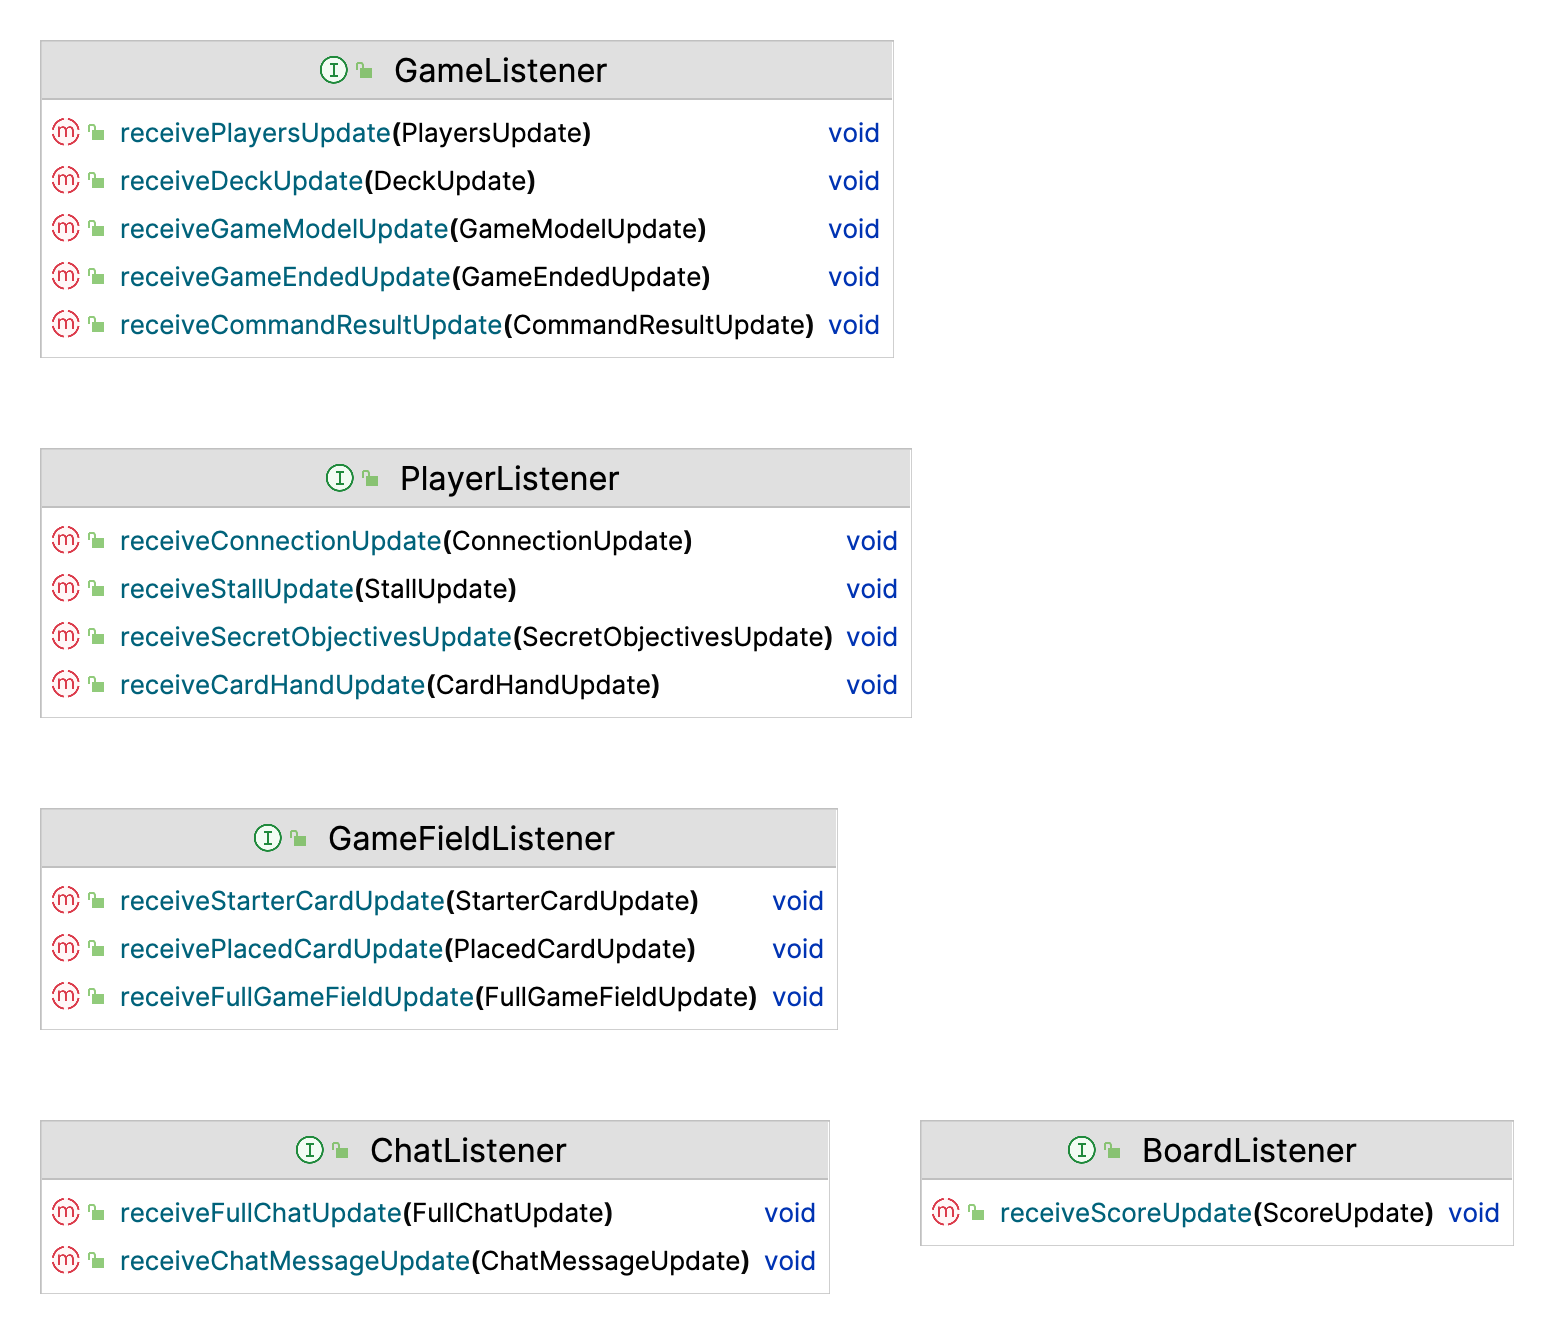 GameListener
receivePlayersUpdate(PlayersUpdate) void
receiveDeckUpdate(DeckUpdate) void
receiveGameModelUpdate(GameModelUpdate) void
receiveGameEndedUpdate(GameEndedUpdate) void
receiveCommandResultUpdate(CommandResultUpdate) void
PlayerListener
receiveConnectionUpdate(ConnectionUpdate) void
receiveStallUpdate(StallUpdate) void
receiveSecretObjectivesUpdate(SecretObjectivesUpdate) void
receiveCardHandUpdate(CardHandUpdate) void
GameFieldListener
receiveStarterCardUpdate(StarterCardUpdate) void
receivePlacedCardUpdate(PlacedCardUpdate) void
receiveFullGameFieldUpdate(FullGameFieldUpdate) void
ChatListener
receiveFullChatUpdate(FullChatUpdate) void
receiveChatMessageUpdate(ChatMessageUpdate) void
BoardListener
receiveScoreUpdate(ScoreUpdate) void